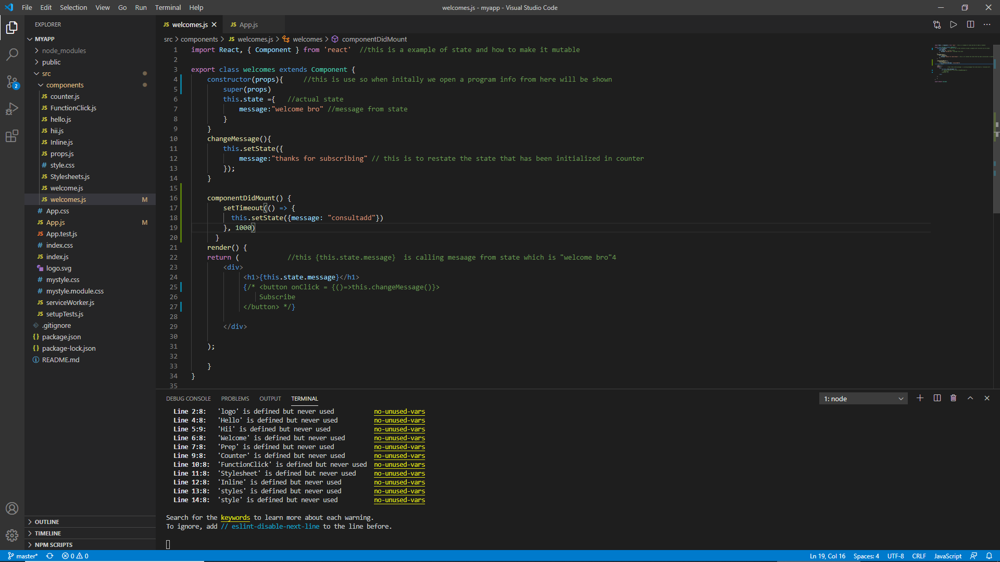 File Edit Selection View Go Run Terminal Help
welcomes.js - myapp - Visual Studio Code
EXPLORER
MYAPP
node_modules
public
src
components
JS counter.js
JS FunctionClick.js
JS hello.js
JS hii.js
JS Inline.js
JS props.js
# style.css
JS Stylesheets.js
JS welcome.js
JS welcomes.js M
# App.css
JS App.js M
JS App.test.js
# index.css
JS index.js
logo.svg
# mystyle.css
# mystyle.module.css
JS serviceWorker.js
JS setupTests.js
.gitignore
{} package.json
{} package-lock.json
README.md
OUTLINE
TIMELINE
NPM SCRIPTS
2
JS welcomes.js
JS App.js
src > components > JS welcomes.js > welcomes > componentDidMount
1 import React, { Component } from 'react' //this is a example of state and how to make it mutable
2
3 export class welcomes extends Component {
4 constructor(props){ //this is use so when initally we open a program info from here will be shown
5 super(props)
6 this.state ={ //actual state
7 message:"welcome bro" //message from state
8 }
9 }
10 changeMessage(){
11 this.setState({
12 message:"thanks for subscribing" // this is to restate the state that has been initialized in counter
13 });
14 }
15
16 componentDidMount() {
17 setTimeout(() => {
18 this.setState({message: "consultadd"})
19 }, 1000)
20 }
21 render() {
22 return ( //this {this.state.message} is calling mesaage from state which is "welcome bro"4
23 <div>
24 <h1>{this.state.message}</h1>
25 {/* <button onClick = {()=>this.changeMessage()}>
26 Subscribe
27 </button> */}
28
29 </div>
30
31 );
32
33 }
34 }
35
DEBUG CONSOLE PROBLEMS OUTPUT TERMINAL
1: node
Line 2:8: 'logo' is defined but never used no-unused-vars
Line 4:8: 'Hello' is defined but never used no-unused-vars
Line 5:9: 'Hii' is defined but never used no-unused-vars
Line 6:8: 'Welcome' is defined but never used no-unused-vars
Line 7:8: 'Prep' is defined but never used no-unused-vars
Line 9:8: 'Counter' is defined but never used no-unused-vars
Line 10:8: 'FunctionClick' is defined but never used no-unused-vars
Line 11:8: 'Stylesheet' is defined but never used no-unused-vars
Line 12:8: 'Inline' is defined but never used no-unused-vars
Line 13:8: 'styles' is defined but never used no-unused-vars
Line 14:8: 'style' is defined but never used no-unused-vars
Search for the keywords to learn more about each warning.
To ignore, add // eslint-disable-next-line to the line before.
master* 0 0
Ln 19, Col 16 Spaces: 4 UTF-8 CRLF JavaScript